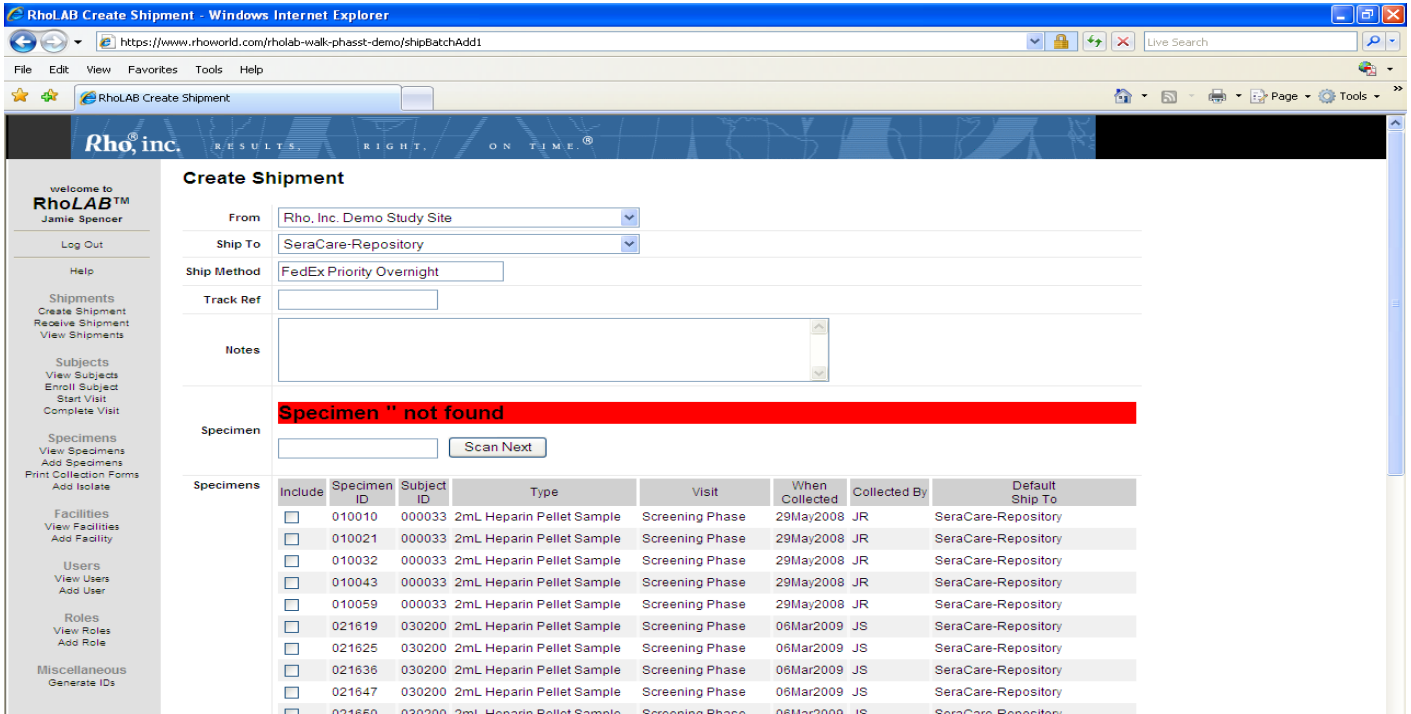 RhoLAB Create Shipment - Windows Internet Explorer
https://www.rhoworld.com/rholab-walk-phasst-demo/shipBatchAdd1
Live Search
File Edit View Favorites Tools Help
RhoLAB Create Shipment
Page Tools »
Rho®, inc. RESULTS, RIGHT, ON TIME.®
welcome to
RhoLAB™
Jamie Spencer
Log Out
Help
Shipments
Create Shipment
Receive Shipment
View Shipments
Subjects
View Subjects
Enroll Subject
Start Visit
Complete Visit
Specimens
View Specimens
Add Specimens
Print Collection Forms
Add Isolate
Facilities
View Facilities
Add Facility
Users
View Users
Add User
Roles
View Roles
Add Role
Miscellaneous
Generate IDs
Create Shipment
From Rho, Inc. Demo Study Site
Ship To SeraCare-Repository
Ship Method FedEx Priority Overnight
Track Ref
Notes
Specimen '' not found
Specimen
Scan Next
Specimens
Include Specimen ID Subject ID Type Visit When Collected Collected By Default Ship To
010010 000033 2mL Heparin Pellet Sample Screening Phase 29May2008 JR SeraCare-Repository
010021 000033 2mL Heparin Pellet Sample Screening Phase 29May2008 JR SeraCare-Repository
010032 000033 2mL Heparin Pellet Sample Screening Phase 29May2008 JR SeraCare-Repository
010043 000033 2mL Heparin Pellet Sample Screening Phase 29May2008 JR SeraCare-Repository
010059 000033 2mL Heparin Pellet Sample Screening Phase 29May2008 JR SeraCare-Repository
021619 030200 2mL Heparin Pellet Sample Screening Phase 06Mar2009 JS SeraCare-Repository
021625 030200 2mL Heparin Pellet Sample Screening Phase 06Mar2009 JS SeraCare-Repository
021636 030200 2mL Heparin Pellet Sample Screening Phase 06Mar2009 JS SeraCare-Repository
021647 030200 2mL Heparin Pellet Sample Screening Phase 06Mar2009 JS SeraCare-Repository
030200 2mL Heparin Pellet Sample Screening Phase 06Mar2009 JS SeraCare-Repository